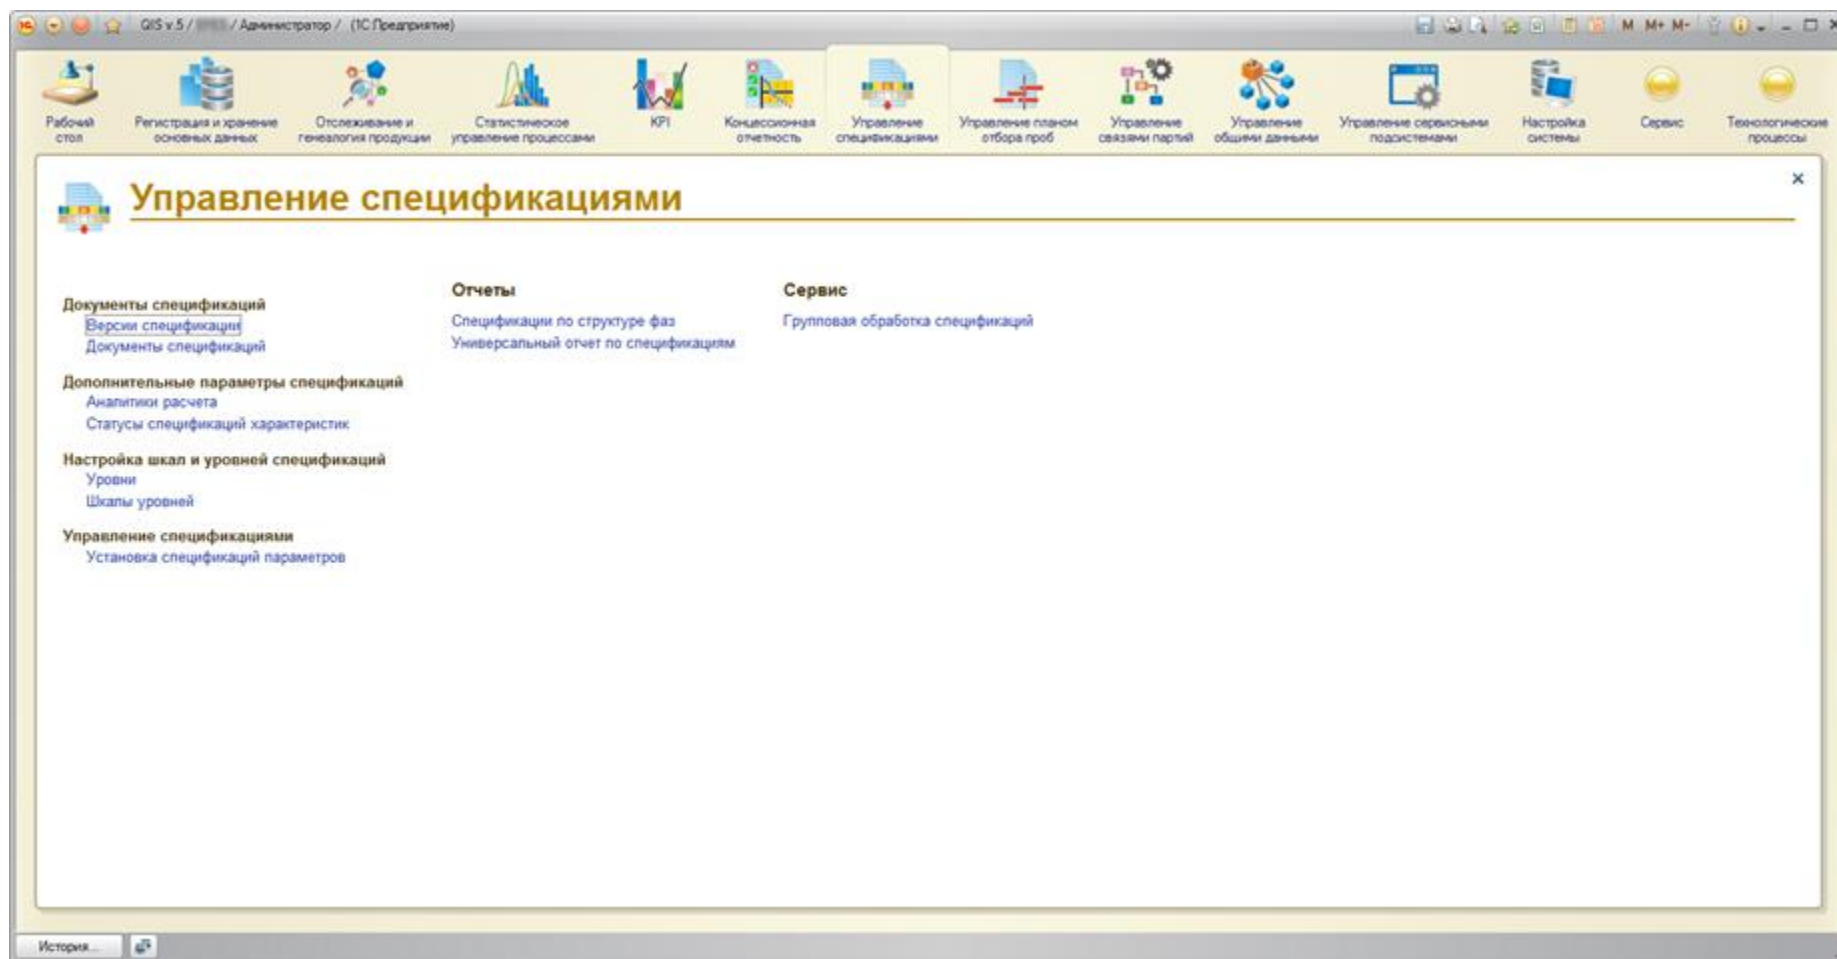 QIS v.5 / / Администратор / (1С:Предприятие)
M M+ M-
Рабочий стол
Регистрация и хранение основных данных
Отслеживание и генеалогия продукции
Статистическое управление процессами
KPI
Концессионная отчетность
Управление спецификациями
Управление планом отбора проб
Управление связями партий
Управление общими данными
Управление сервисными подсистемами
Настройка системы
Сервис
Технологические процессы
Управление спецификациями
Документы спецификаций
Версии спецификации
Документы спецификаций
Дополнительные параметры спецификаций
Аналитики расчета
Статусы спецификаций характеристик
Настройка шкал и уровней спецификаций
Уровни
Шкалы уровней
Управление спецификациями
Установка спецификаций параметров
Отчеты
Спецификации по структуре фаз
Универсальный отчет по спецификациям
Сервис
Групповая обработка спецификаций
История...